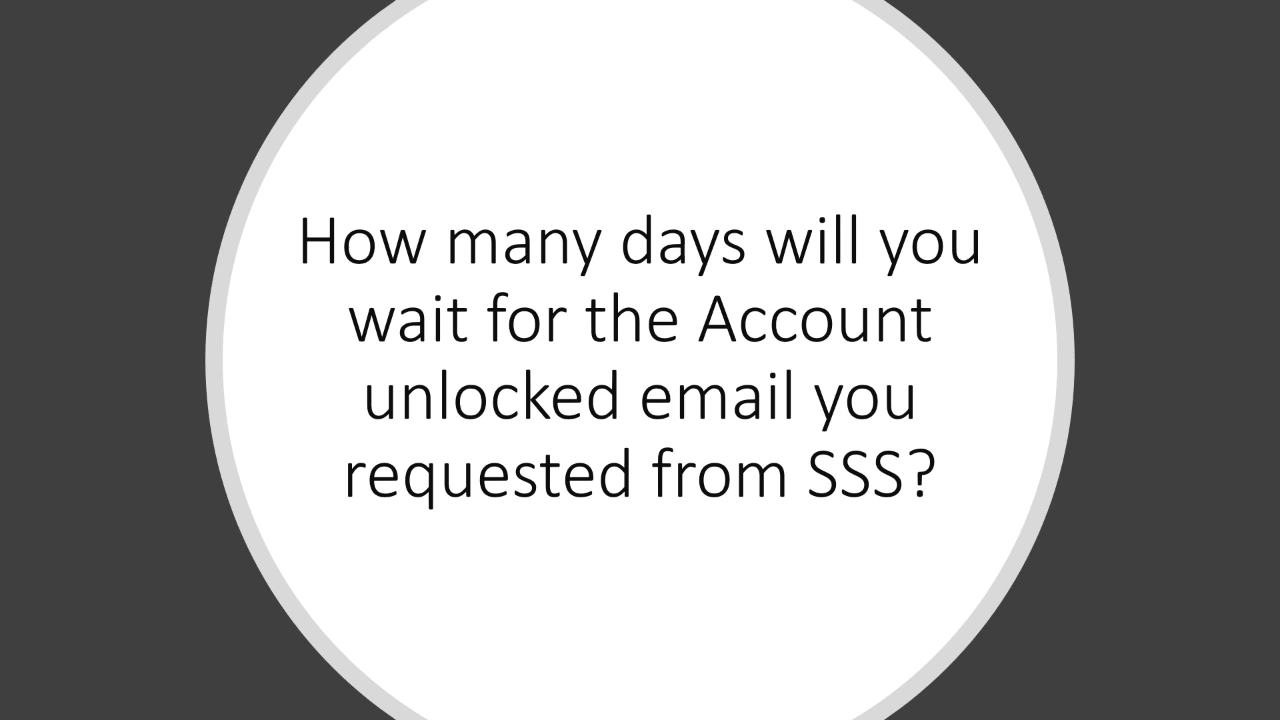 How many days will you
wait for the Account
unlocked email you
requested from SSS?